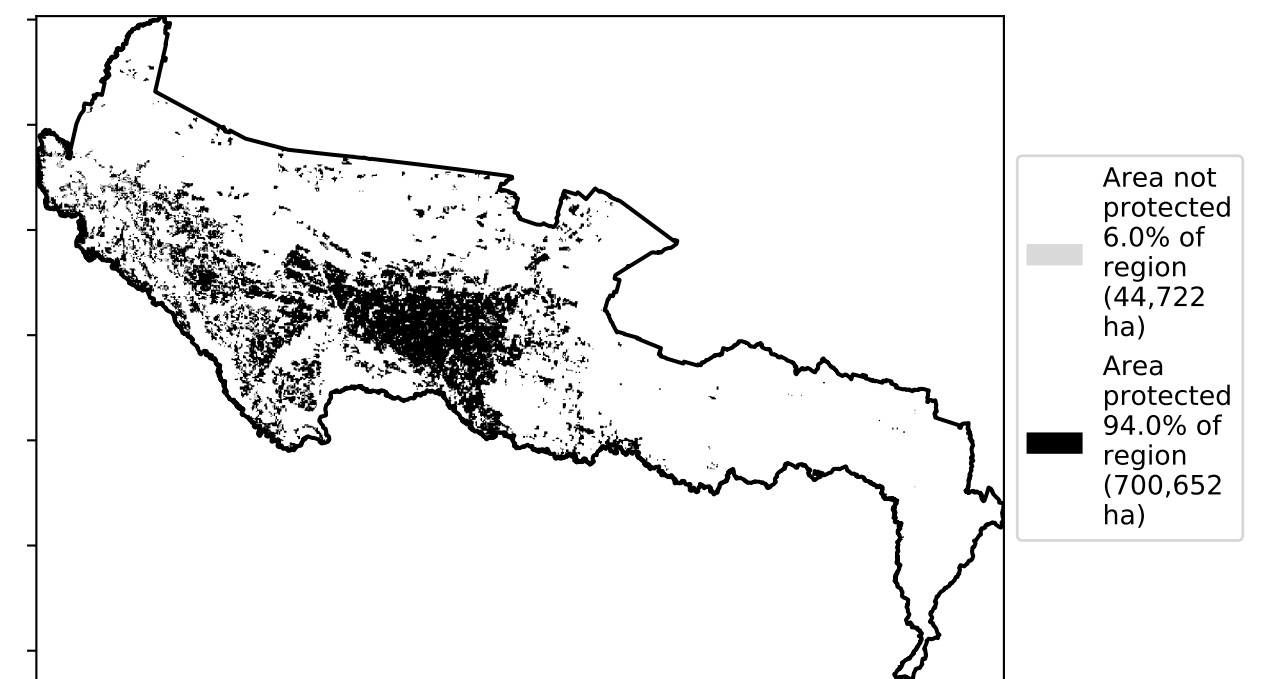 Area not
protected
6.0% of
region
(44,722
ha)
Area
protected
94.0% of
region
(700,652
ha)